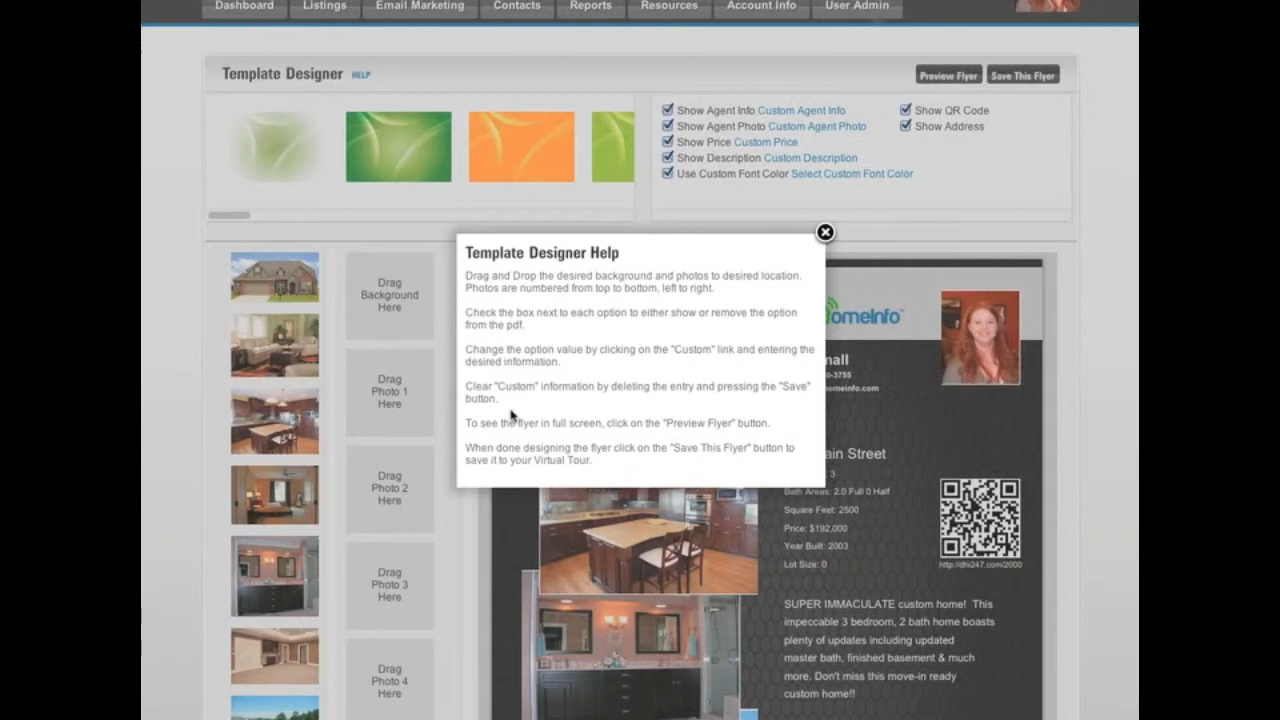 Dashboard
Listings
Email Marketing
Contacts
Reports
Resources
Account Info
User Admin
Template Designer HELP
Preview Flyer
Save This Flyer
Show Agent Info Custom Agent Info
Show Agent Photo Custom Agent Photo
Show Price Custom Price
Show Description Custom Description
Use Custom Font Color Select Custom Font Color
Show QR Code
Show Address
Template Designer Help
Drag and Drop the desired background and photos to desired location.
Photos are numbered from top to bottom, left to right.
Check the box next to each option to either show or remove the option
from the pdf.
Change the option value by clicking on the "Custom" link and entering the
desired information.
Clear "Custom" information by deleting the entry and pressing the "Save"
button.
To see the flyer in full screen, click on the "Preview Flyer" button.
When done designing the flyer click on the "Save This Flyer" button to
save it to your Virtual Tour.
Drag
Background
Here
Drag
Photo 1
Here
Drag
Photo 2
Here
Drag
Photo 3
Here
Drag
Photo 4
Here
omeInfo
mall
0-3755
omeinfo.com
ain Street
3
Bath Areas: 2.0 Full 0 Half
Square Feet: 2500
Price: $192,000
Year Built: 2003
Lot Size: 0
http://dhi247.com/2000
SUPER IMMACULATE custom home! This
impeccable 3 bedroom, 2 bath home boasts
plenty of updates including updated
master bath, finished basement & much
more. Don't miss this move-in ready
custom home!!